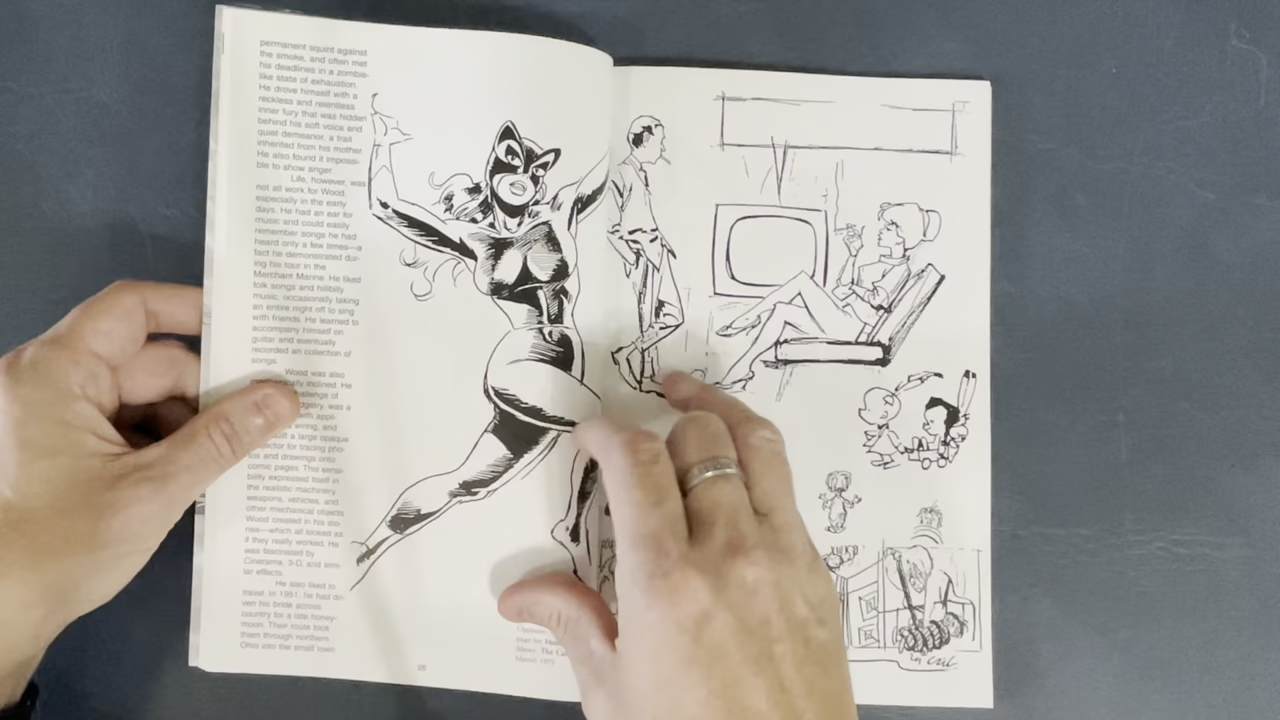 permanent squint against
the smoke, and often met
his deadlines in a zombie-
like state of exhaustion.
He drove himself with a
reckless and relentless
inner fury that was hidden
behind his soft voice and
quiet demeanor, a trait
inherited from his mother.
He also found it impossi-
ble to show anger.
Life, however, was
not all work for Wood,
especially in the early
days. He had an ear for
music and could easily
remember songs he had
heard only a few times—a
fact he demonstrated dur-
ing his tour in the
Merchant Marine. He liked
folk songs and hillbilly
music, occasionally taking
an entire night off to sing
with friends. He learned to
accompany himself on
guitar and eventually
recorded an collection of
songs.
Wood was also
inclined. He
of
was a
with appli-
wiring, and
a large opaque
for tracing pho-
tos and drawings onto
comic pages. This sensi-
bility expressed itself in
the realistic machinery,
weapons, vehicles, and
other mechanical objects
Wood created in his sto-
ries—which all looked as
if they really worked. He
was fascinated by
Cinerama, 3-D, and simi-
lar effects.
He also liked to
travel. In 1951, he had dri-
ven his bride across
country for a late honey-
moon. Their route took
them through northern
Ohio into the small town
28
Above: The
Marvel 1971